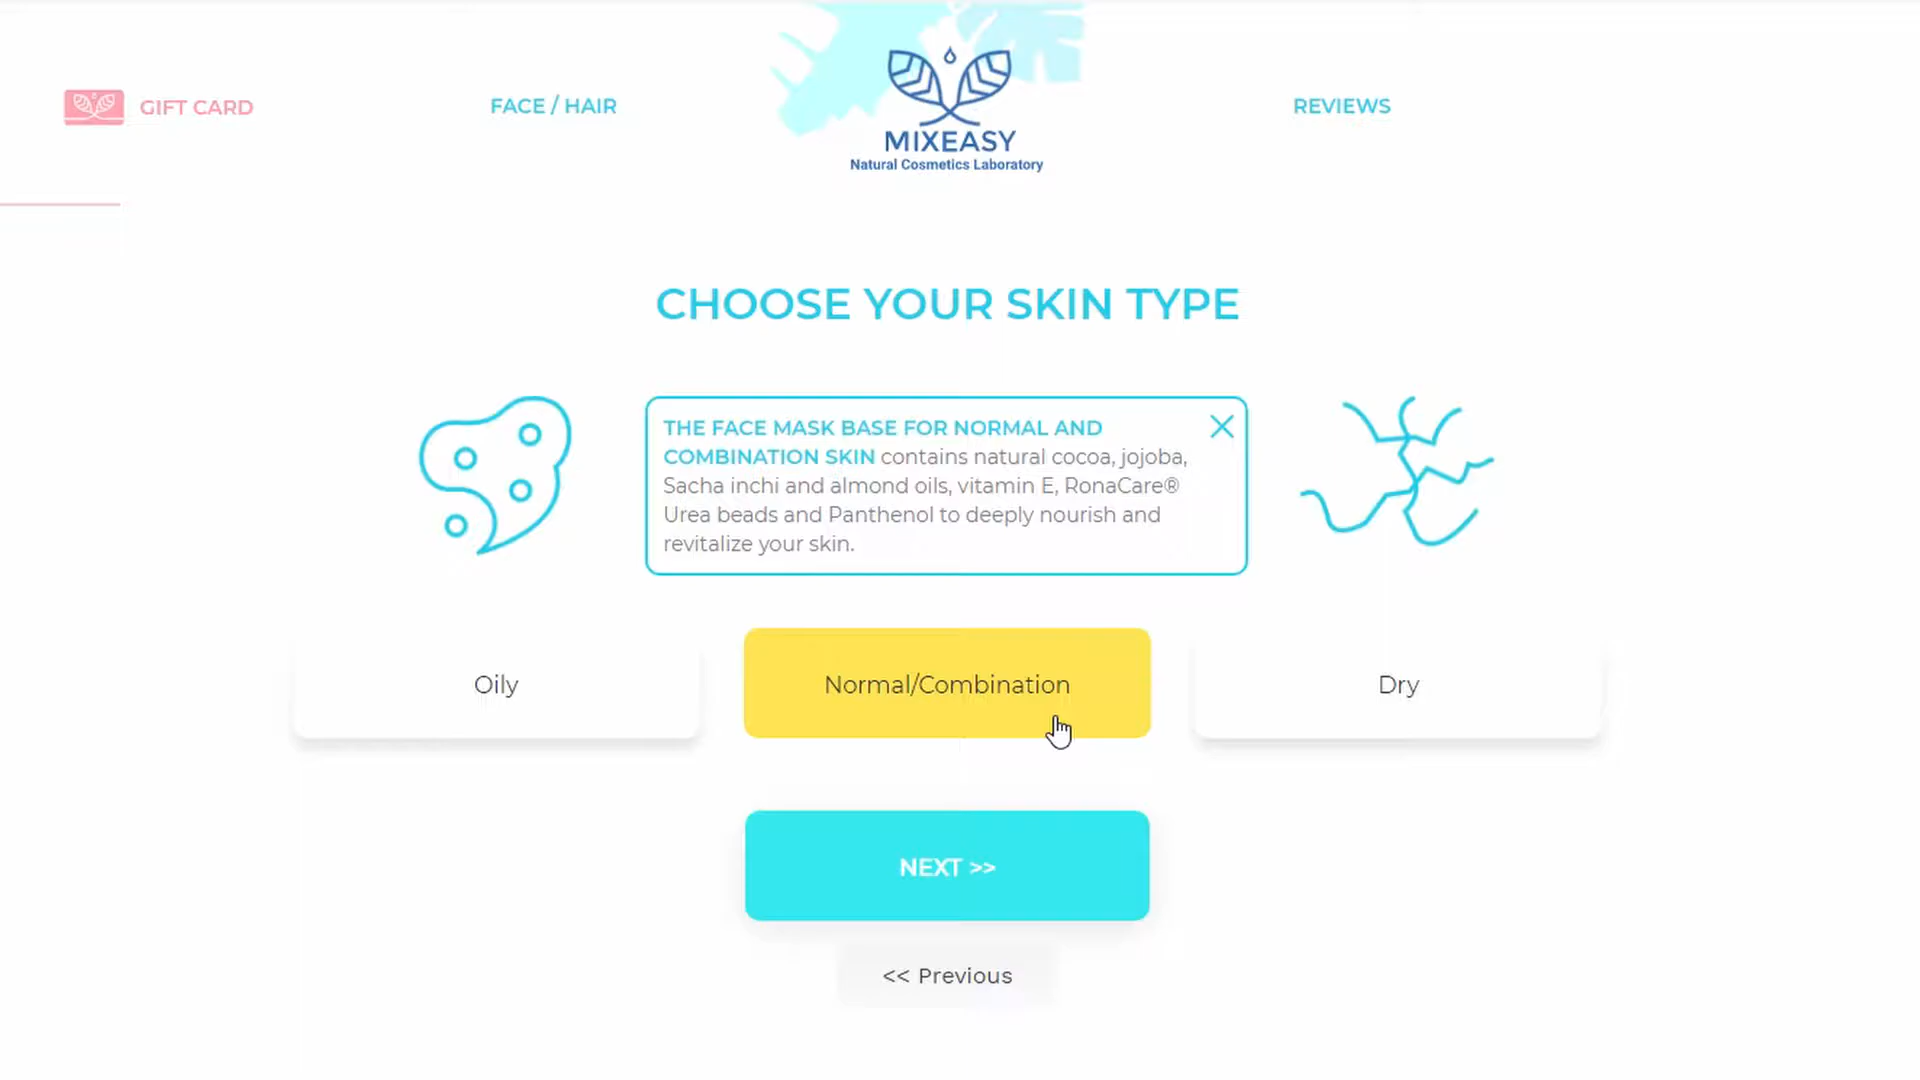 GIFT CARD
FACE / HAIR
MIXEASY
Natural Cosmetics Laboratory
REVIEWS
CHOOSE YOUR SKIN TYPE
THE FACE MASK BASE FOR NORMAL AND
COMBINATION SKIN contains natural cocoa, jojoba,
Sacha inchi and almond oils, vitamin E, RonaCare®
Urea beads and Panthenol to deeply nourish and
revitalize your skin.
Oily
Normal/Combination
Dry
NEXT >>
<< Previous